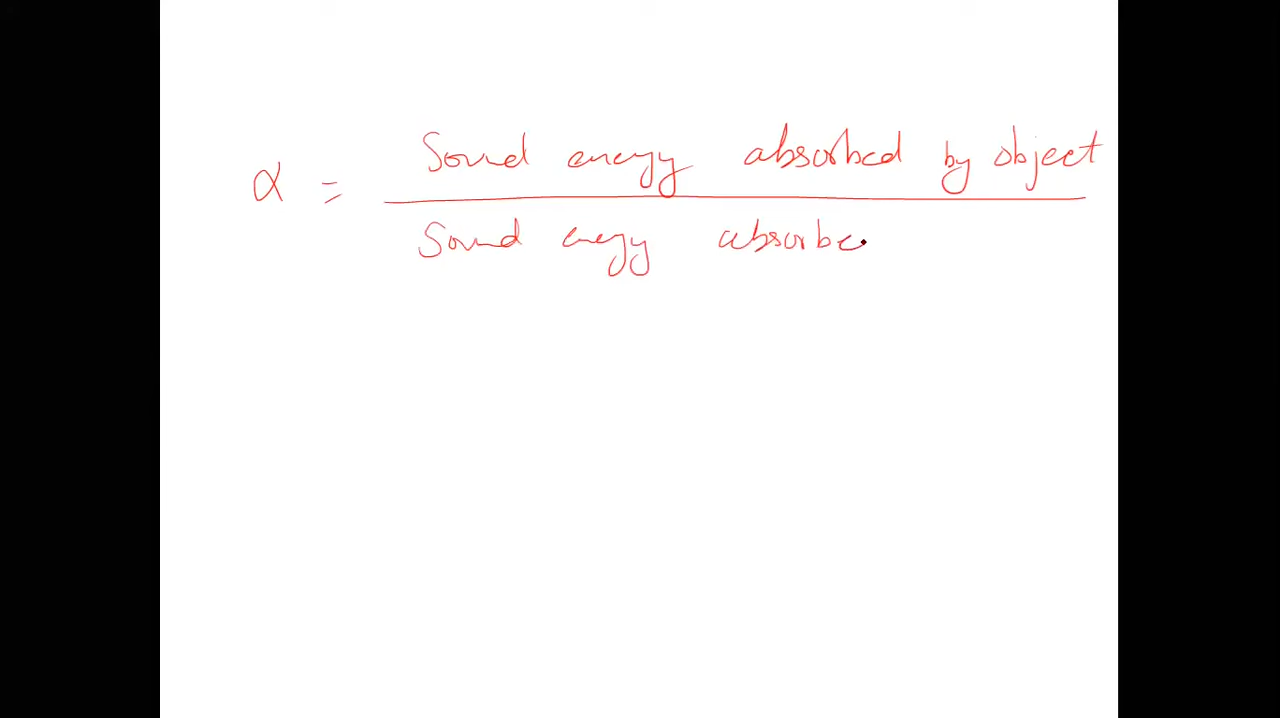 α = Sound energy absorbed by object
Sound energy absorbe